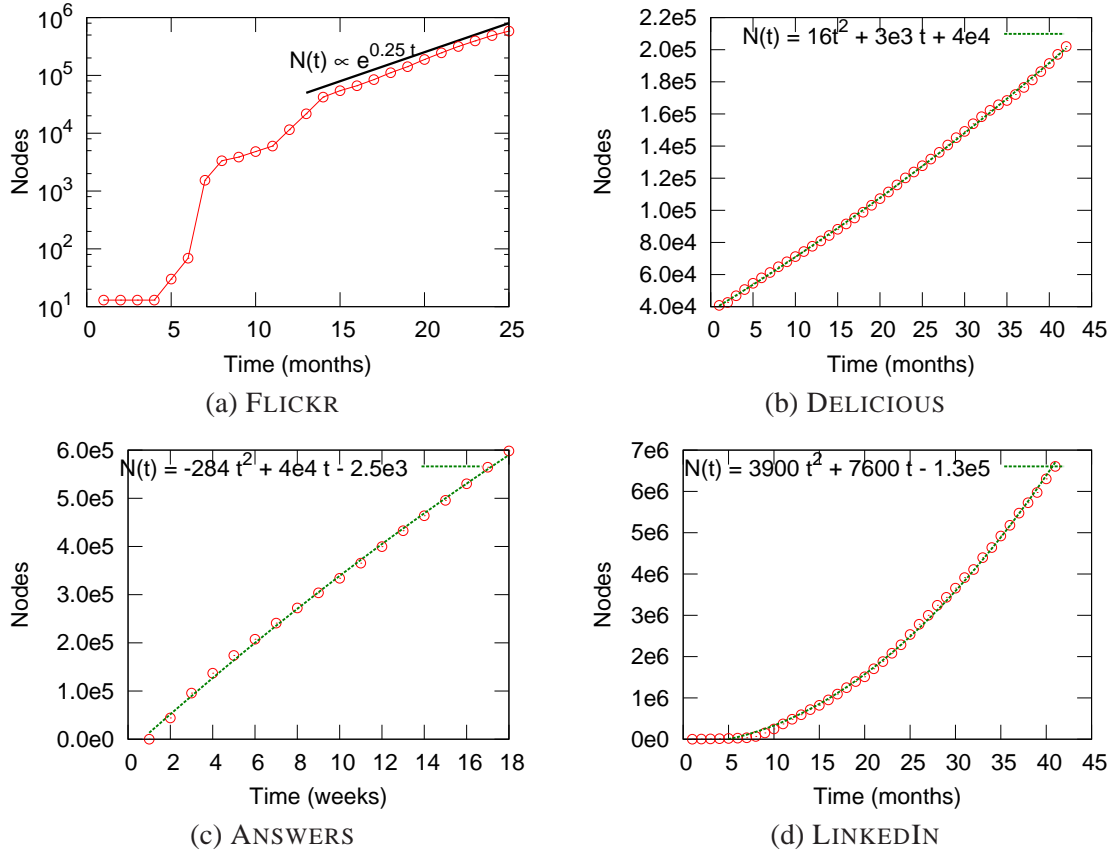 10^6
10^5
10^4
10^3
10^2
10^1
Nodes
N(t) ∝ e^{0.25 t}
0 5 10 15 20 25
Time (months)
(a) FLICKR
2.2e5
2.0e5
1.8e5
1.6e5
1.4e5
1.2e5
1.0e5
8.0e4
6.0e4
4.0e4
Nodes
N(t) = 16t^2 + 3e3 t + 4e4
0 5 10 15 20 25 30 35 40 45
Time (months)
(b) DELICIOUS
6.0e5
5.0e5
4.0e5
3.0e5
2.0e5
1.0e5
0.0e0
Nodes
N(t) = -284 t^2 + 4e4 t - 2.5e3
0 2 4 6 8 10 12 14 16 18
Time (weeks)
(c) ANSWERS
7e6
6e6
5e6
4e6
3e6
2e6
1e6
0e0
Nodes
N(t) = 3900 t^2 + 7600 t - 1.3e5
0 5 10 15 20 25 30 35 40 45
Time (months)
(d) LINKEDIN